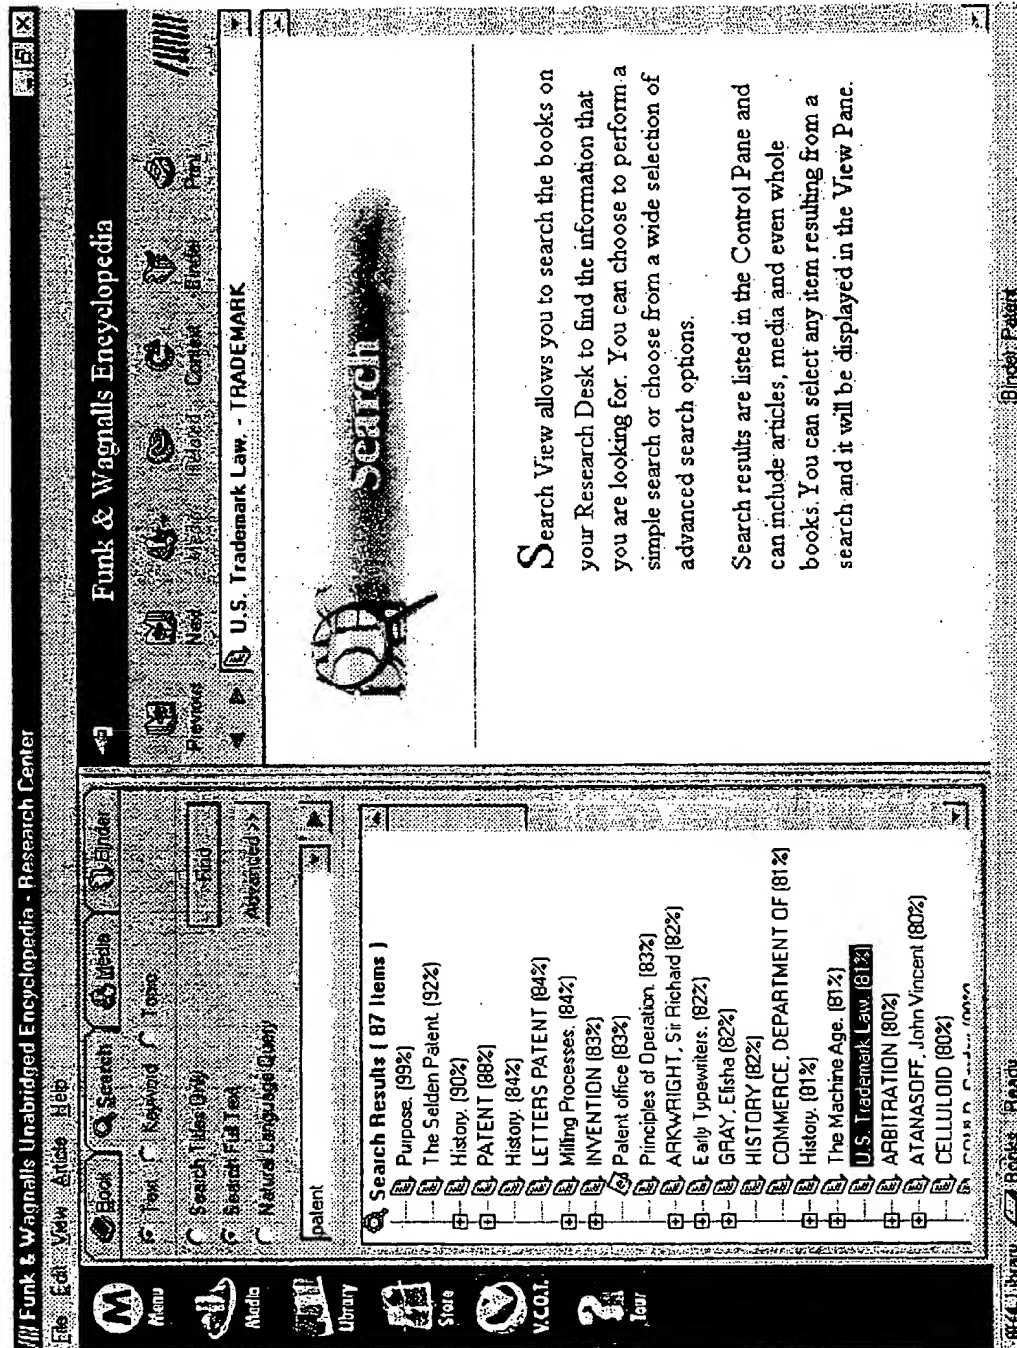 Funk & Wagnalls Unabridged Encyclopedia - Research Center
File Edit View Article Help
Menu
Media
Library
Store
V.C.O.T.
Tour
Book
Search
Media
Binder
Text Keyword Topic
Search Titles Only
Search Full Text
Natural Language Query
Find
Advanced >>
patent
Search Results ( 87 Items )
Purpose. (99%)
The Selden Patent. (92%)
History. (90%)
PATENT (88%)
History. (84%)
LETTERS PATENT (84%)
Milling Processes. (84%)
INVENTION (83%)
Patent office (83%)
Principles of Operation. (83%)
ARKWRIGHT, Sir Richard (82%)
Early Typewriters. (82%)
GRAY, Elisha (82%)
HISTORY (82%)
COMMERCE, DEPARTMENT OF (81%)
History. (81%)
The Machine Age. (81%)
U.S. Trademark Law. (81%)
ARBITRATION (80%)
ATANASOFF, John Vincent (80%)
CELLULOID (80%)
Funk & Wagnalls Encyclopedia
Previous
Next
Media
Related
Context
Binder
Print
U.S. Trademark Law. - TRADEMARK
Search
Search View allows you to search the books on
your Research Desk to find the information that
you are looking for. You can choose to perform a
simple search or choose from a wide selection of
advanced search options.
Search results are listed in the Control Pane and
can include articles, media and even whole
books. You can select any item resulting from a
search and it will be displayed in the View Pane.
Library
Books
Ready
Binder: Patent